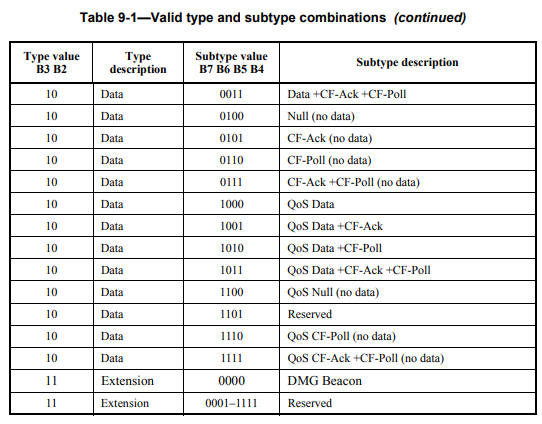 Table 9-1—Valid type and subtype combinations (continued)
Type value Type Subtype value Subtype description
B3 B2 description B7 B6 B5 B4
10 Data 0011 Data +CF-Ack +CF-Poll
10 Data 0100 Null (no data)
10 Data 0101 CF-Ack (no data)
10 Data 0110 CF-Poll (no data)
10 Data 0111 CF-Ack +CF-Poll (no data)
10 Data 1000 QoS Data
10 Data 1001 QoS Data +CF-Ack
10 Data 1010 QoS Data +CF-Poll
10 Data 1011 QoS Data +CF-Ack +CF-Poll
10 Data 1100 QoS Null (no data)
10 Data 1101 Reserved
10 Data 1110 QoS CF-Poll (no data)
10 Data 1111 QoS CF-Ack +CF-Poll (no data)
11 Extension 0000 DMG Beacon
11 Extension 0001–1111 Reserved